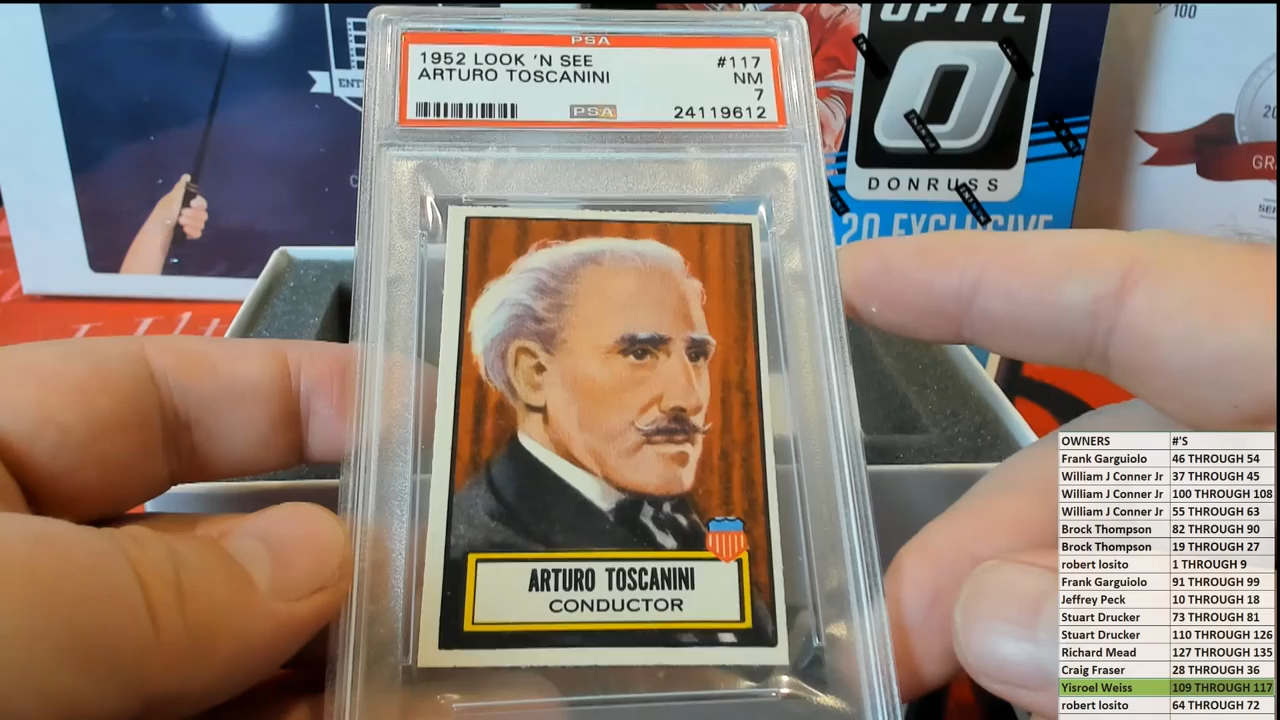 PSA
1952 LOOK 'N SEE #117
ARTURO TOSCANINI NM
7
PSA 24119612
ARTURO TOSCANINI
CONDUCTOR
ENT
OPTIC
DONRUSS
20 EXCLUSIVE
100
GR
OWNERS #'S
Frank Garguiolo 46 THROUGH 54
William J Conner Jr 37 THROUGH 45
William J Conner Jr 100 THROUGH 108
William J Conner Jr 55 THROUGH 63
Brock Thompson 82 THROUGH 90
Brock Thompson 19 THROUGH 27
robert losito 1 THROUGH 9
Frank Garguiolo 91 THROUGH 99
Jeffrey Peck 10 THROUGH 18
Stuart Drucker 73 THROUGH 81
Stuart Drucker 110 THROUGH 126
Richard Mead 127 THROUGH 135
Craig Fraser 28 THROUGH 36
Yisroel Weiss 109 THROUGH 117
robert losito 64 THROUGH 72